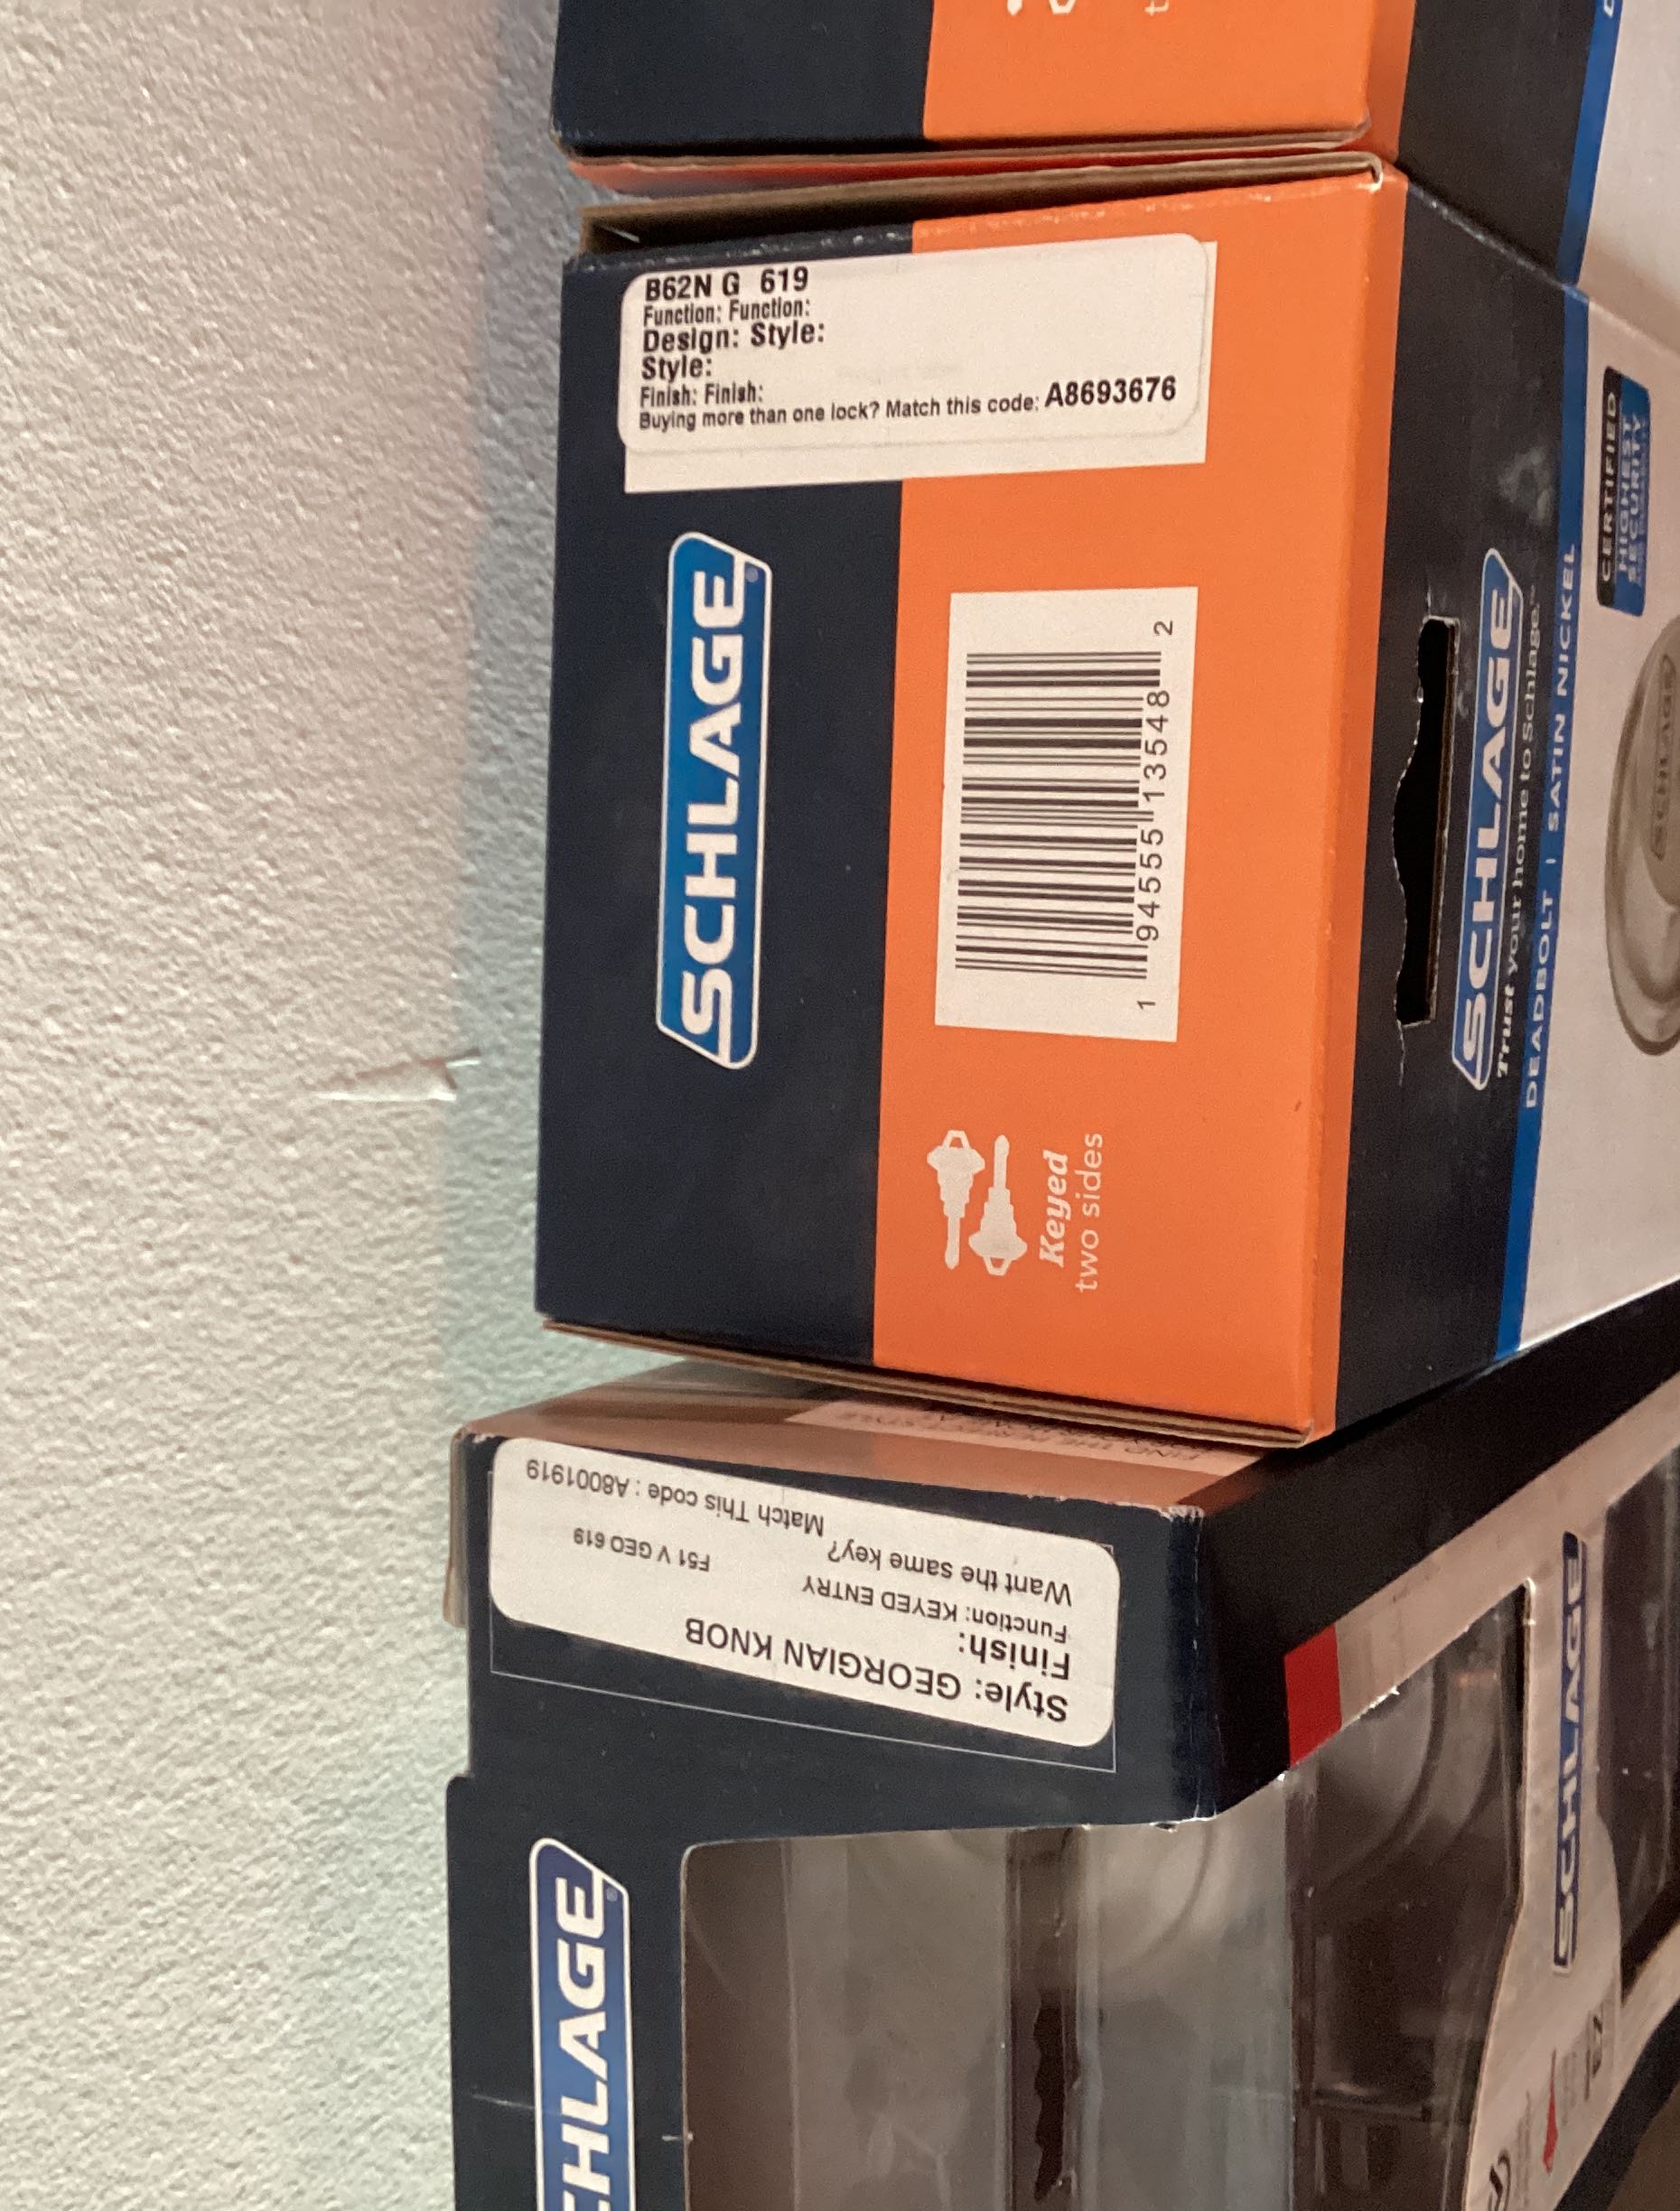 B62N G 619
Function: Function:
Design: Style:
Style:
Finish: Finish:
Buying more than one lock? Match this code: A8693676
SCHLAGE
1 94555 13548 2
Keyed
two sides
SCHLAGE
Trust your home to Schlage
DEADBOLT | SATIN NICKEL
CERTIFIED
HIGHEST
SECURITY
SCHLAGE
Style: GEORGIAN KNOB
Finish:
Function: KEYED ENTRY F51 V GEO 619
Want the same key?
Match This code : A8001919
CHLAGE
SCHLAGE